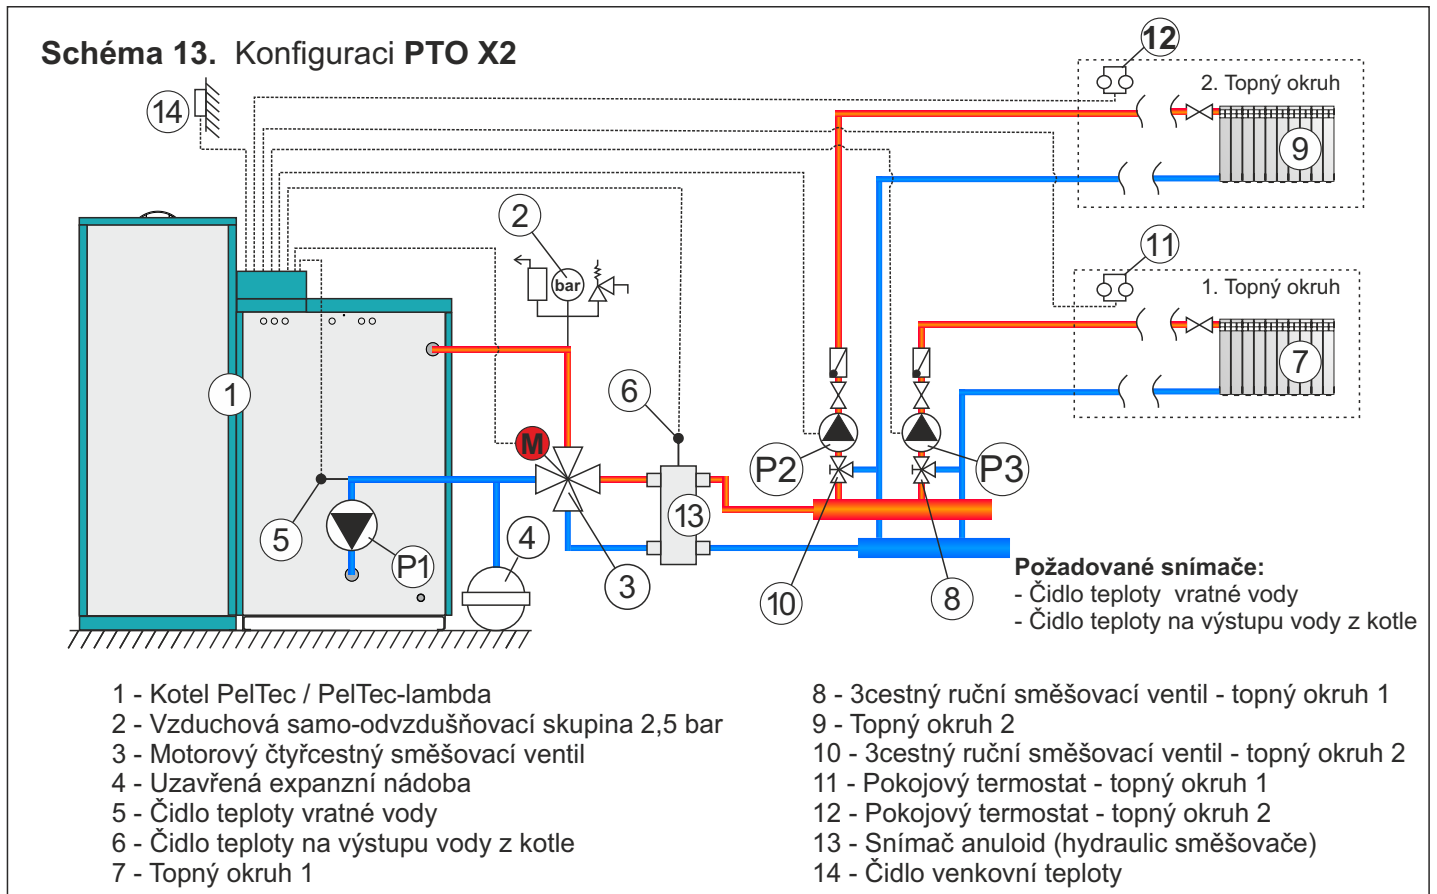 Schéma 13. Konfiguraci PTO X2
12
14
2. Topný okruh
9
2
11
bar
1. Topný okruh
7
1
6
M
P2
P3
13
5
P1
4
3
10
8
Požadované snímače:
- Čidlo teploty vratné vody
- Čidlo teploty na výstupu vody z kotle
1 - Kotel PelTec / PelTec-lambda
2 - Vzduchová samo-odvzdušňovací skupina 2,5 bar
3 - Motorový čtyřcestný směšovací ventil
4 - Uzavřená expanzní nádoba
5 - Čidlo teploty vratné vody
6 - Čidlo teploty na výstupu vody z kotle
7 - Topný okruh 1
8 - 3cestný ruční směšovací ventil - topný okruh 1
9 - Topný okruh 2
10 - 3cestný ruční směšovací ventil - topný okruh 2
11 - Pokojový termostat - topný okruh 1
12 - Pokojový termostat - topný okruh 2
13 - Snímač anuloid (hydraulic směšovače)
14 - Čidlo venkovní teploty